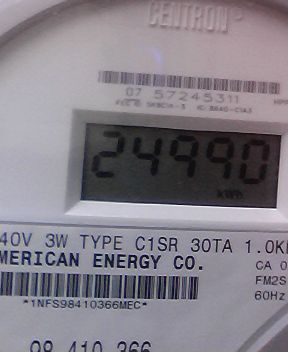 CENTRON
07 57245311
24990
kWh
40V 3W TYPE C1SR 30TA 1.0K
MERICAN ENERGY CO.
CA 0
FM2S
*1NFS98410366MEC*
60Hz
98 410 366